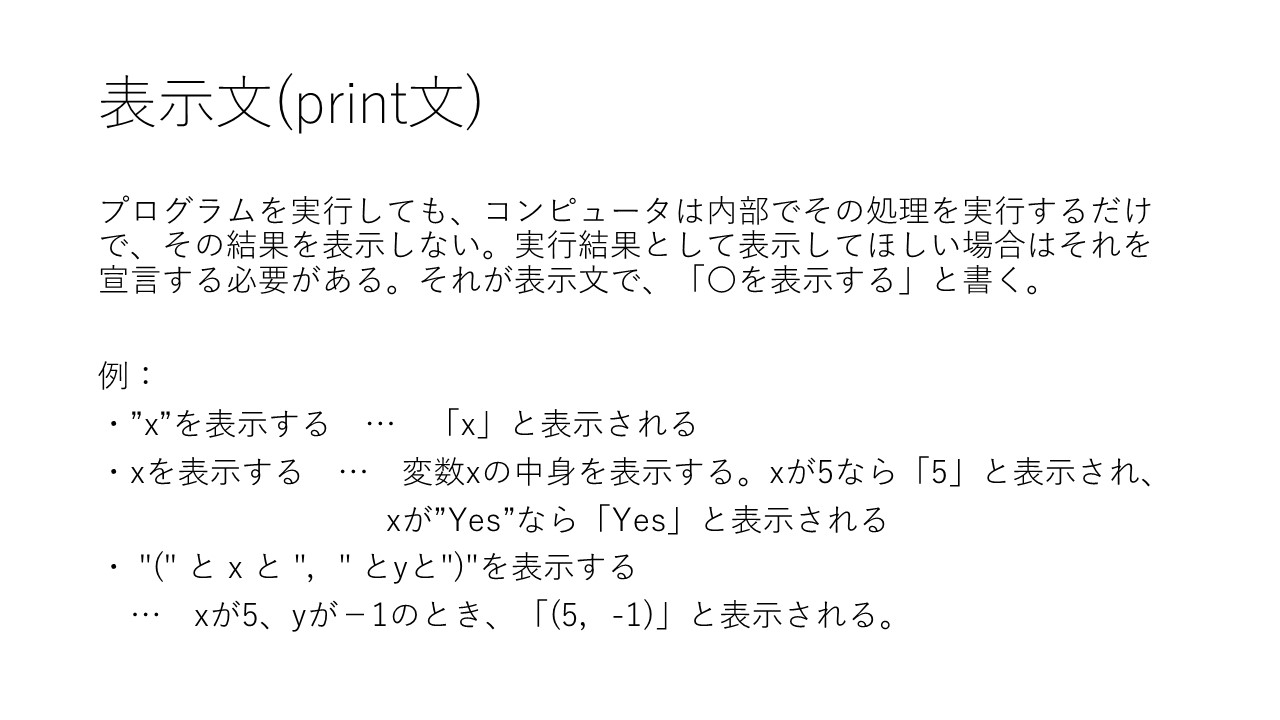 表示文(print文)
プログラムを実行しても、コンピュータは内部でその処理を実行するだけ
で、その結果を表示しない。実行結果として表示してほしい場合はそれを
宣言する必要がある。それが表示文で、「〇を表示する」と書く。
例：
・”x”を表示する　…　「x」と表示される
・xを表示する　…　変数xの中身を表示する。xが5なら「5」と表示され、
xが”Yes”なら「Yes」と表示される
・ "(" と x と ",　" とyと")"を表示する
…　xが5、yが－1のとき、「(5,　-1)」と表示される。